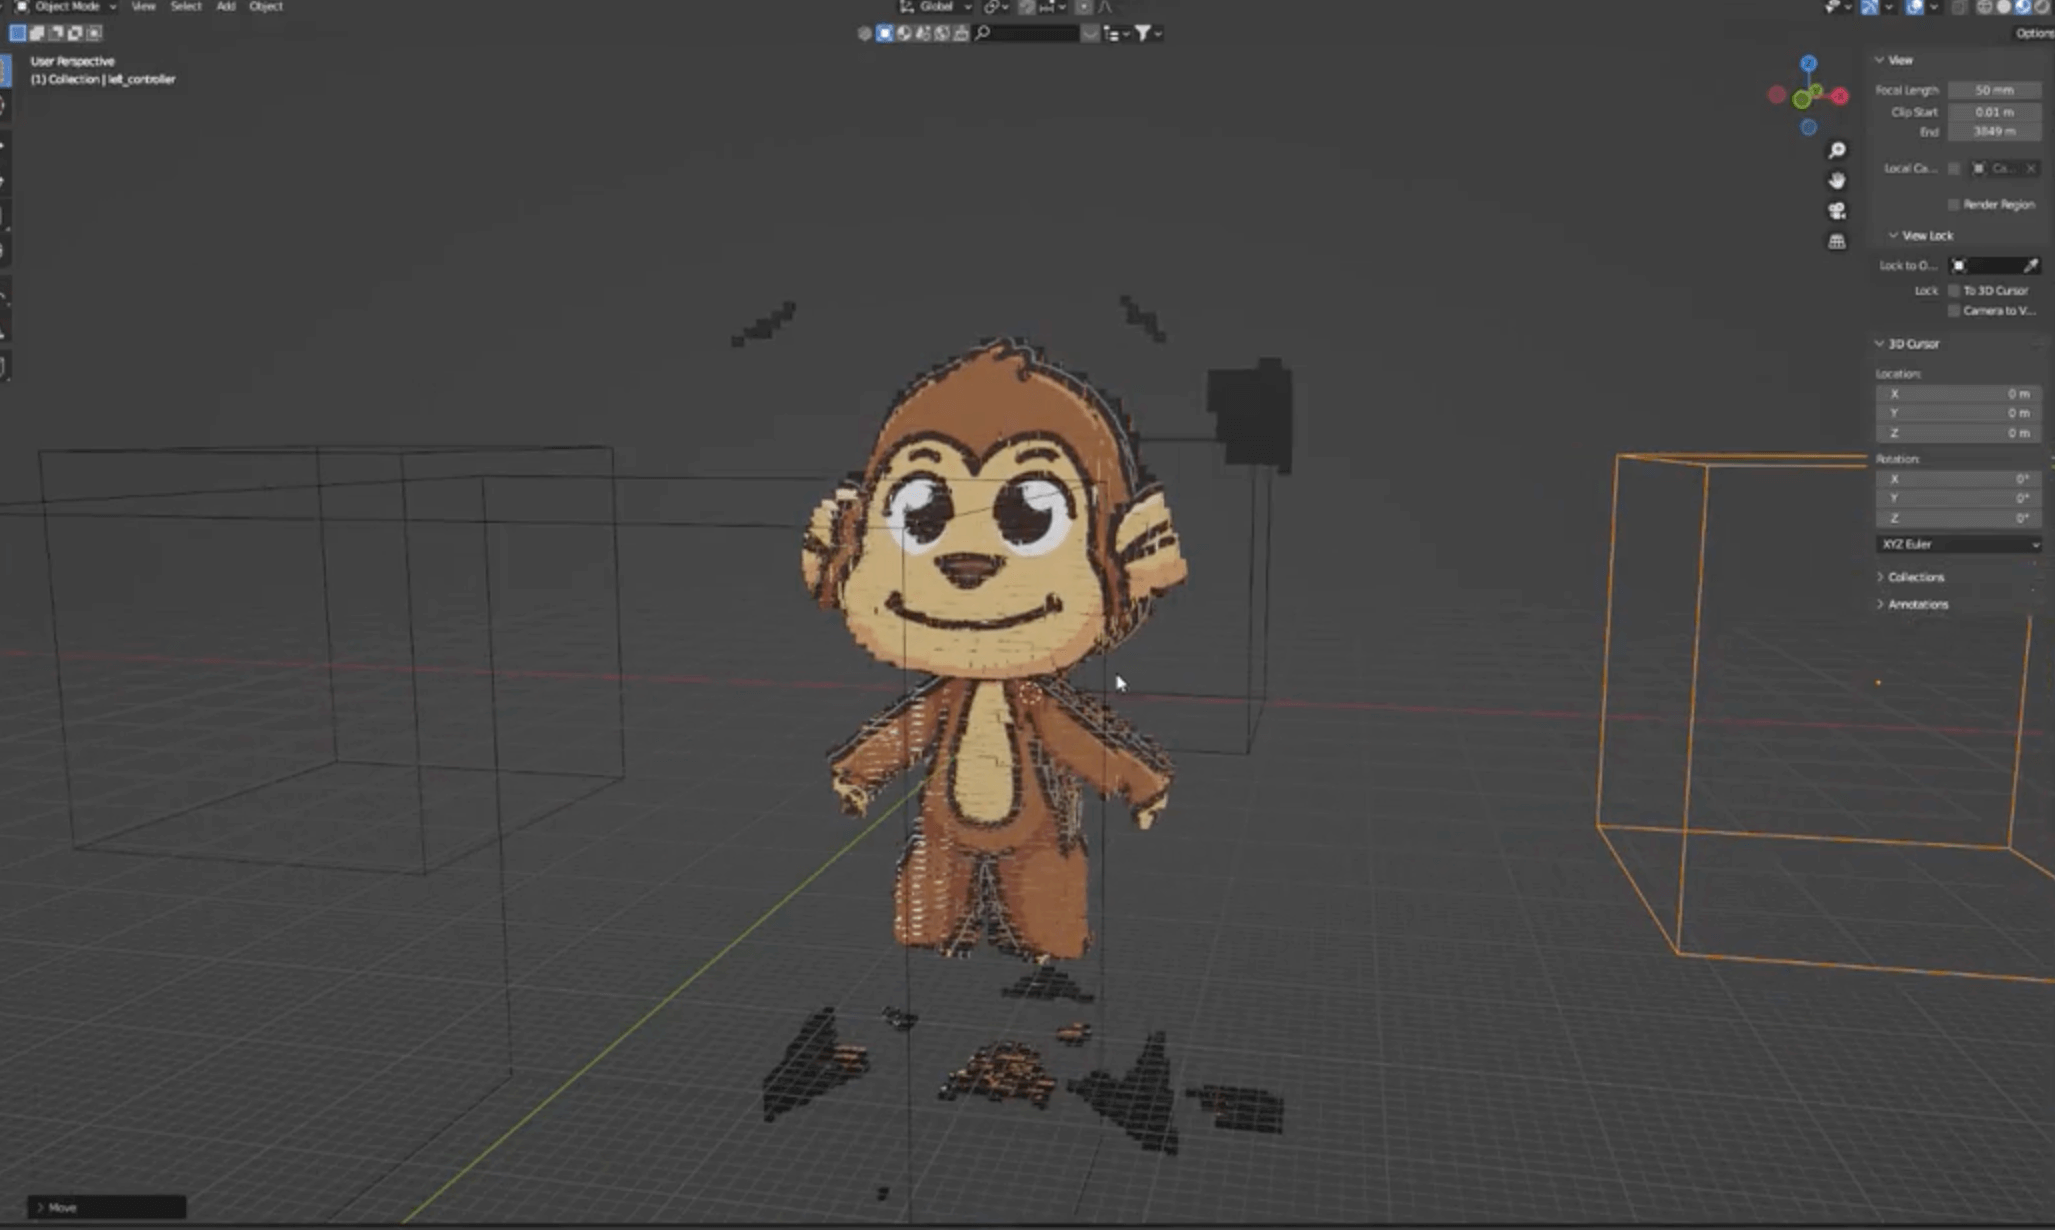 Object Mode View Select Add Object Global
Options
User Perspective
(1) Collection | left_controller
View
Focal Length 50 mm
Clip Start 0.01 m
End 3849 m
Local Ca... Ca...
Render Region
View Lock
Lock to O...
Lock To 3D Cursor
Camera to V...
3D Cursor
Location:
X 0 m
Y 0 m
Z 0 m
Rotation:
X 0°
Y 0°
Z 0°
XYZ Euler
Collections
Annotations
Move